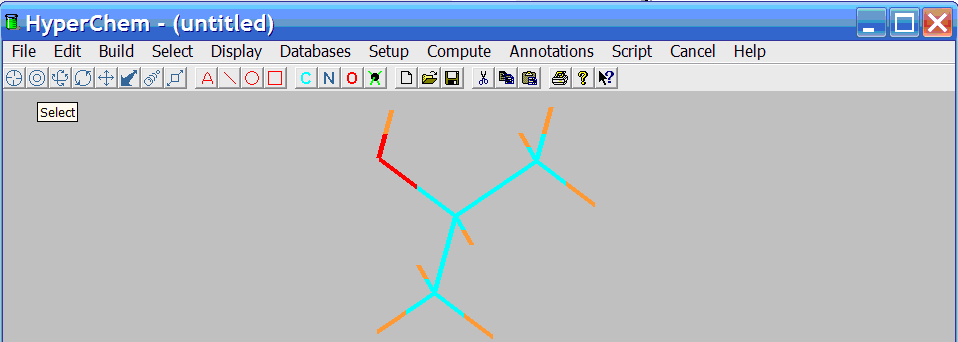 HyperChem - (untitled)
File Edit Build Select Display Databases Setup Compute Annotations Script Cancel Help
A C N O ? ?
Select